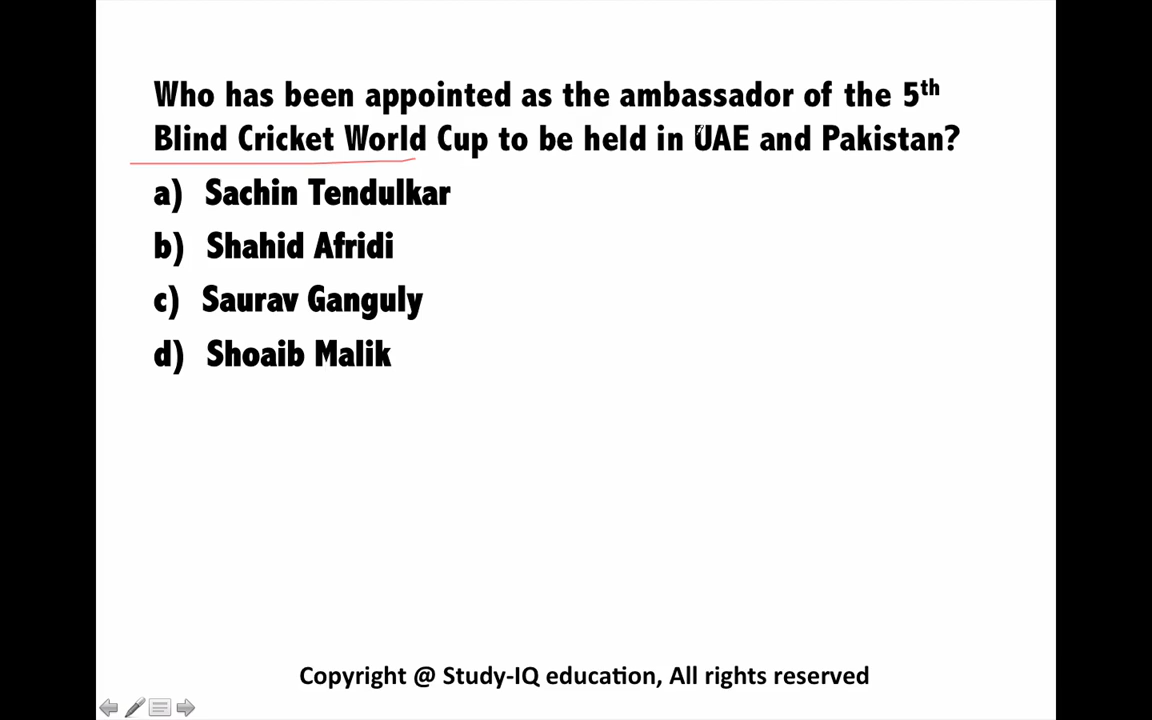 Who has been appointed as the ambassador of the 5th
Blind Cricket World Cup to be held in UAE and Pakistan?
a) Sachin Tendulkar
b) Shahid Afridi
c) Saurav Ganguly
d) Shoaib Malik
Copyright @ Study-IQ education, All rights reserved